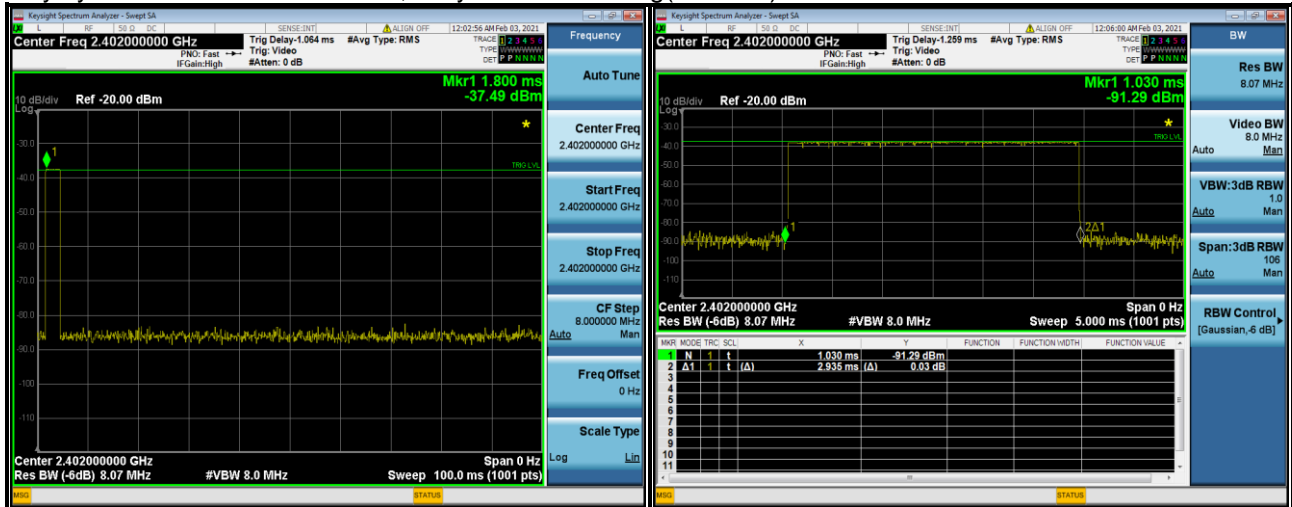 Keysight Spectrum Analyzer - Swept SA
L RF 50 Ω DC SENSE:INT ALIGN OFF 12:02:56 AM Feb 03, 2021
Center Freq 2.402000000 GHz
PNO: Fast
IFGain:High
Trig Delay-1.064 ms
Trig: Video
#Atten: 0 dB
#Avg Type: RMS
TRACE 1 2 3 4 5 6
TYPE
DET P P N N N N
Mkr1 1.800 ms
-37.49 dBm
10 dB/div Ref -20.00 dBm
Log
-30.0
1
TRIG LVL
-40.0
-50.0
-60.0
-70.0
-80.0
-90.0
-100
-110
Center 2.402000000 GHz Span 0 Hz
Res BW (-6dB) 8.07 MHz #VBW 8.0 MHz Sweep 100.0 ms (1001 pts)
MSG STATUS
Frequency
Auto Tune
Center Freq
2.402000000 GHz
Start Freq
2.402000000 GHz
Stop Freq
2.402000000 GHz
CF Step
8.000000 MHz
Auto Man
Freq Offset
0 Hz
Scale Type
Log Lin
Keysight Spectrum Analyzer - Swept SA
L RF 50 Ω DC SENSE:INT ALIGN OFF 12:06:00 AM Feb 03, 2021
Center Freq 2.402000000 GHz
PNO: Fast
IFGain:High
Trig Delay-1.259 ms
Trig: Video
#Atten: 0 dB
#Avg Type: RMS
TRACE 1 2 3 4 5 6
TYPE
DET P P N N N N
Mkr1 1.030 ms
-91.29 dBm
10 dB/div Ref -20.00 dBm
Log
-30.0
TRIG LVL
-40.0
-50.0
-60.0
-70.0
-80.0
1 2Δ1
-90.0
-100
-110
Center 2.402000000 GHz Span 0 Hz
Res BW (-6dB) 8.07 MHz #VBW 8.0 MHz Sweep 5.000 ms (1001 pts)
MKR MODE TRC SCL X Y FUNCTION FUNCTION WIDTH FUNCTION VALUE
1 N 1 t 1.030 ms -91.29 dBm
2 Δ1 1 t (Δ) 2.935 ms (Δ) 0.03 dB
3
4
5
6
7
8
9
10
11
MSG STATUS
BW
Res BW
8.07 MHz
Video BW
8.0 MHz
Auto Man
VBW:3dB RBW
1.0
Auto Man
Span:3dB RBW
106
Auto Man
RBW Control
[Gaussian,-6 dB]